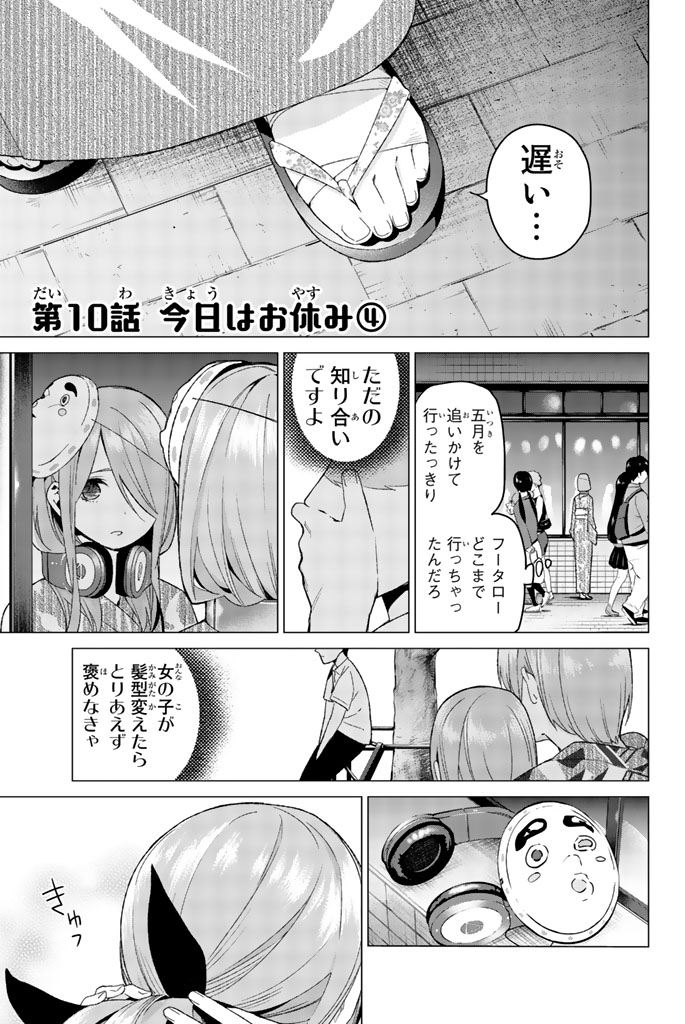 遅い…
第10話 今日はお休み④
五月を
追いかけて
行ったっきり
フータロー
どこまで
行っちゃっ
たんだろ
ただの
知り合い
ですよ
女の子が
髪型変えたら
とりあえず
褒めなきゃ
きゅっ